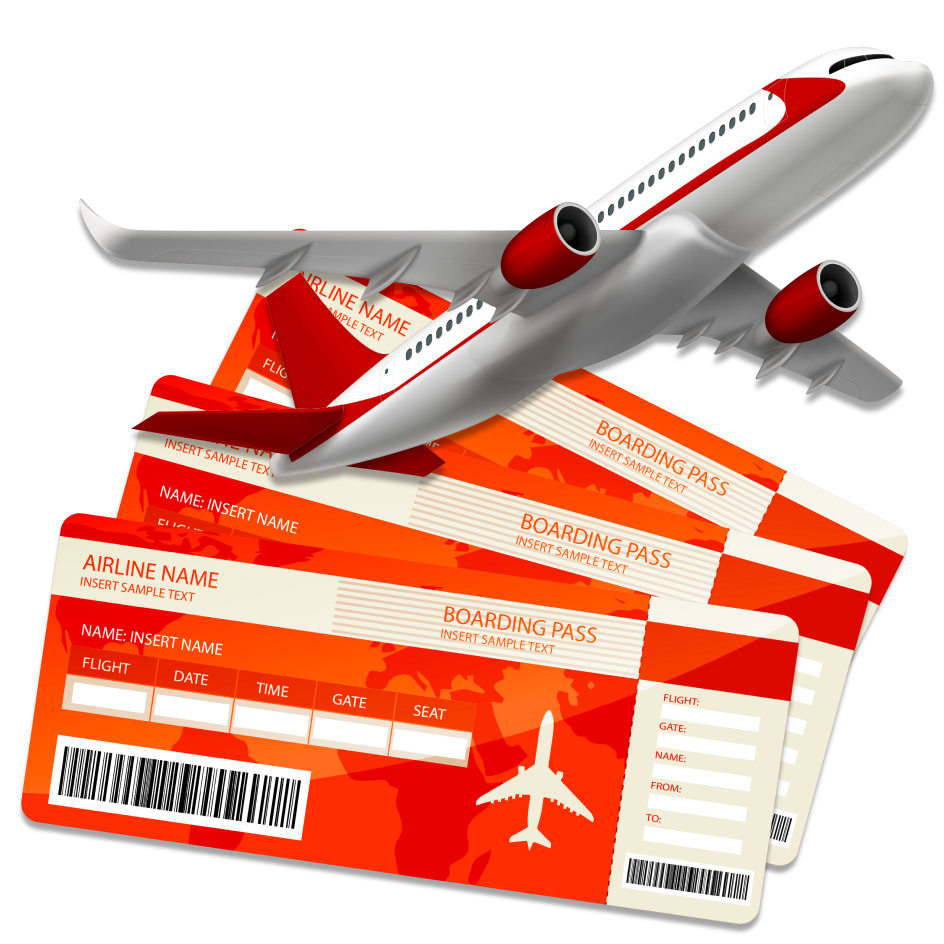 AIRLINE NAME
SAMPLE TEXT
BOARDING PASS
INSERT SAMPLE TEXT
INSERT SAMPLE
NAME: INSERT NAME
BOARDING PASS
INSERT SAMPLE TEXT
AIRLINE NAME
INSERT SAMPLE TEXT
BOARDING PASS
INSERT SAMPLE TEXT
NAME: INSERT NAME
FLIGHT DATE TIME GATE SEAT
FLIGHT:
GATE:
NAME:
FROM:
TO: